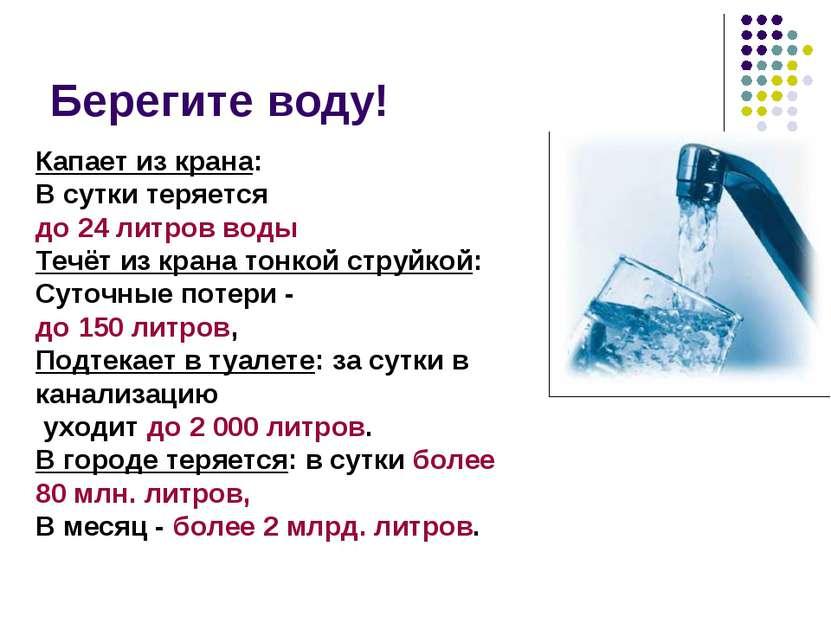 Берегите воду!
Капает из крана:
В сутки теряется
до 24 литров воды
Течёт из крана тонкой струйкой:
Суточные потери -
до 150 литров,
Подтекает в туалете: за сутки в
канализацию
уходит до 2 000 литров.
В городе теряется: в сутки более
80 млн. литров,
В месяц - более 2 млрд. литров.